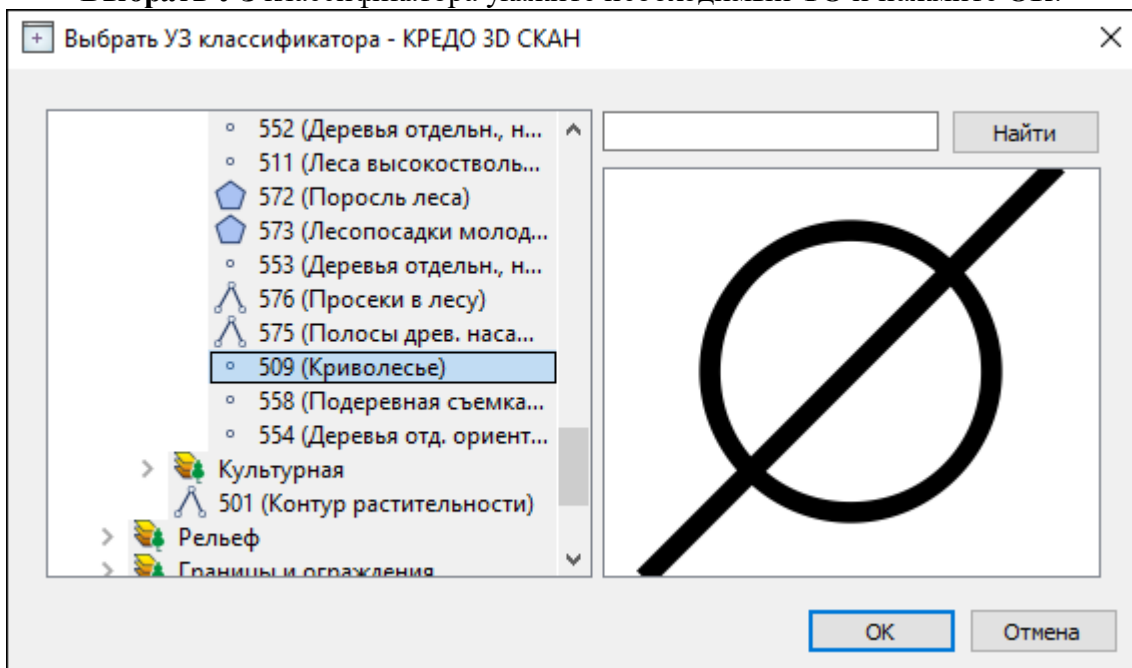 Выбрать УЗ классификатора - КРЕДО 3D СКАН
552 (Деревья отдельн., н...
511 (Леса высокостволь...
572 (Поросль леса)
573 (Лесопосадки молод...
553 (Деревья отдельн., н...
576 (Просеки в лесу)
575 (Полосы древ. наса...
509 (Криволесье)
558 (Подеревная съемка...
554 (Деревья отд. ориент...
Культурная
501 (Контур растительности)
Рельеф
Границы и ограждения
Найти
OK
Отмена